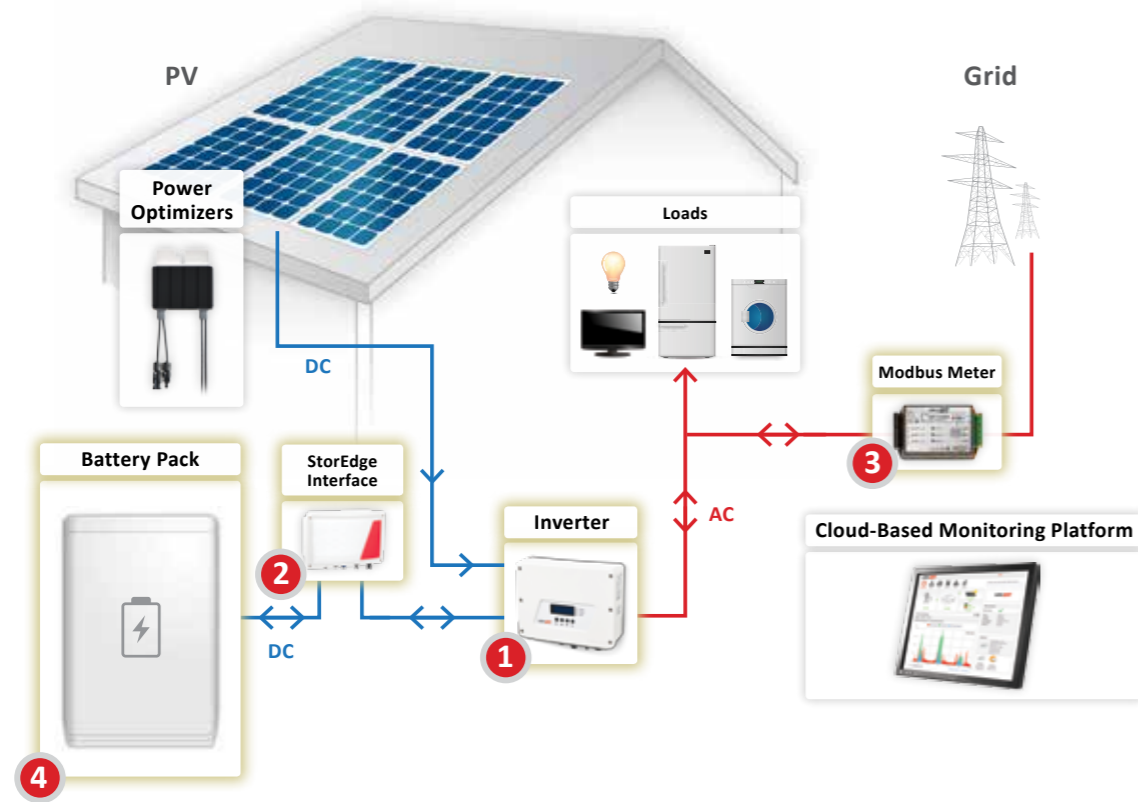 PV
Grid
Power
Optimizers
Loads
DC
Modbus Meter
3
Battery Pack
StorEdge
Interface
Inverter
AC
Cloud-Based Monitoring Platform
2
DC
1
4